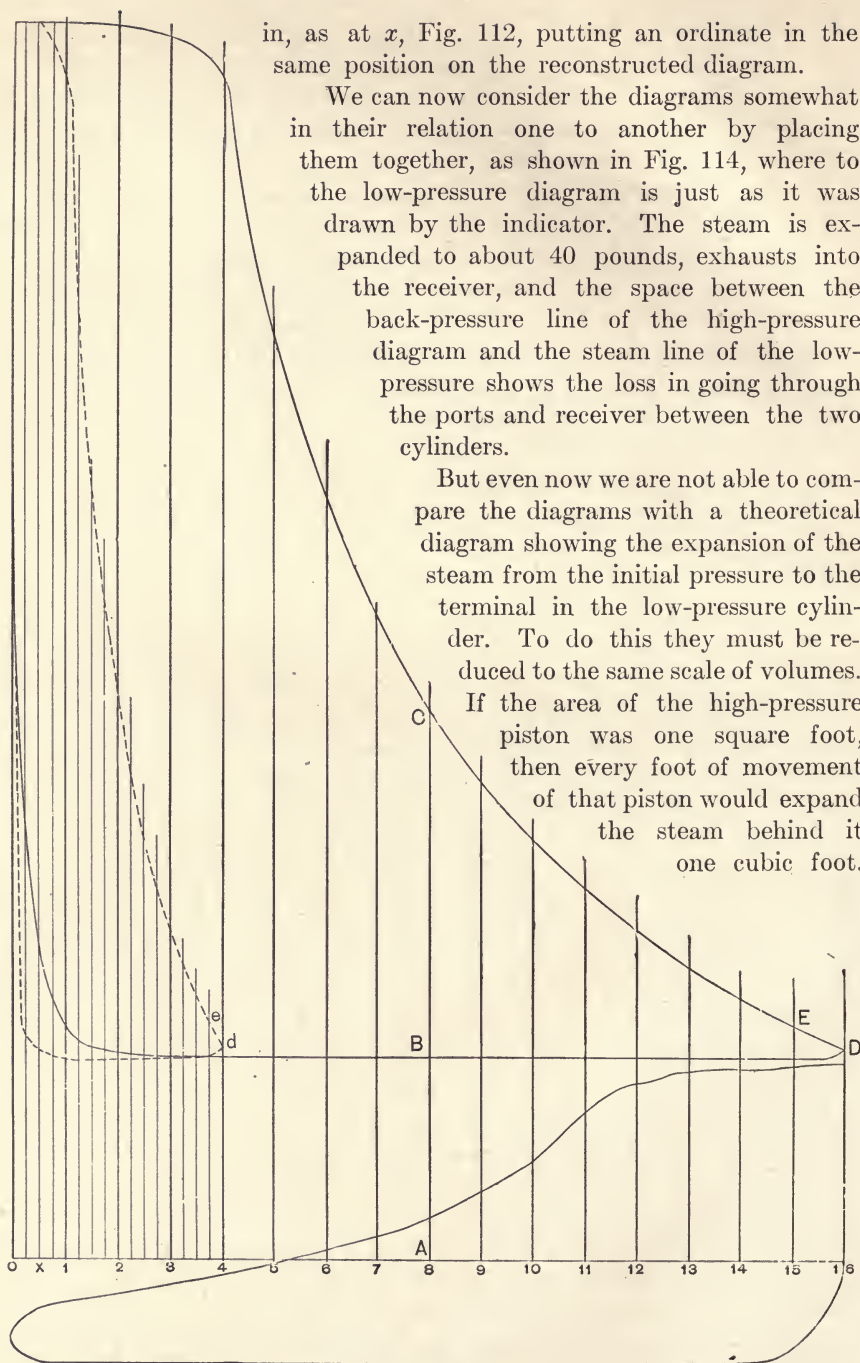 in, as at x, Fig. 112, putting an ordinate in the
same position on the reconstructed diagram.
We can now consider the diagrams somewhat
in their relation one to another by placing
them together, as shown in Fig. 114, where to
the low-pressure diagram is just as it was
drawn by the indicator. The steam is ex-
panded to about 40 pounds, exhausts into
the receiver, and the space between the
back-pressure line of the high-pressure
diagram and the steam line of the low-
pressure shows the loss in going through
the ports and receiver between the two
cylinders.
But even now we are not able to com-
pare the diagrams with a theoretical
diagram showing the expansion of the
steam from the initial pressure to the
terminal in the low-pressure cylin-
der. To do this they must be re-
duced to the same scale of volumes.
If the area of the high-pressure
piston was one square foot,
then every foot of movement
of that piston would expand
the steam behind it
one cubic foot.
C
e
d
B
E
D
A
0 X 1 2 3 4 5 6 7 8 9 10 11 12 13 14 15 16